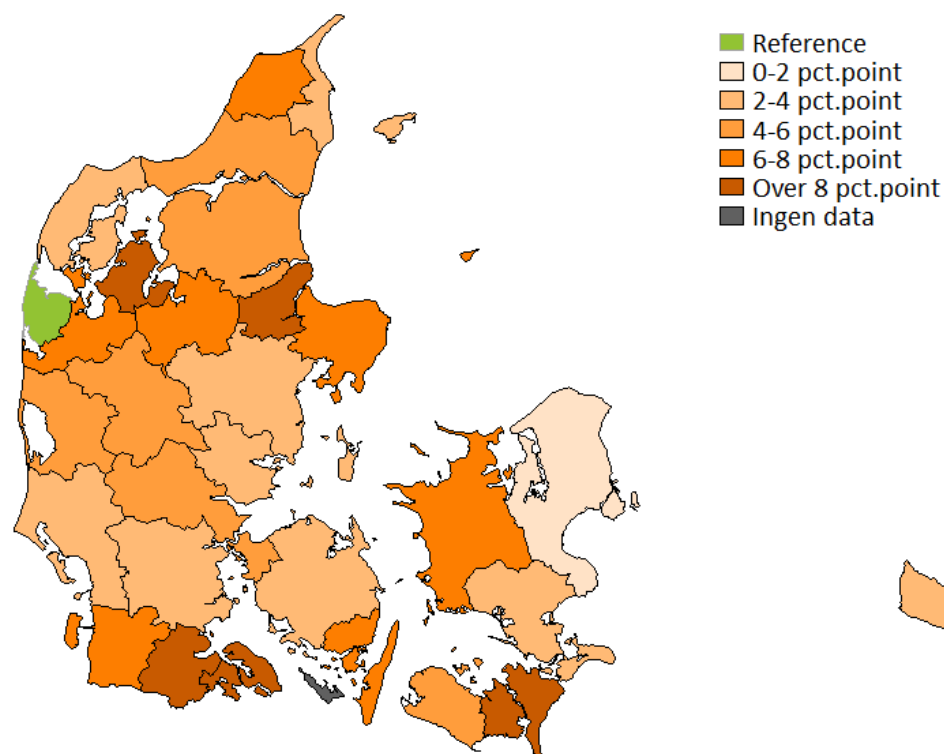 Reference
0-2 pct.point
2-4 pct.point
4-6 pct.point
6-8 pct.point
Over 8 pct.point
Ingen data